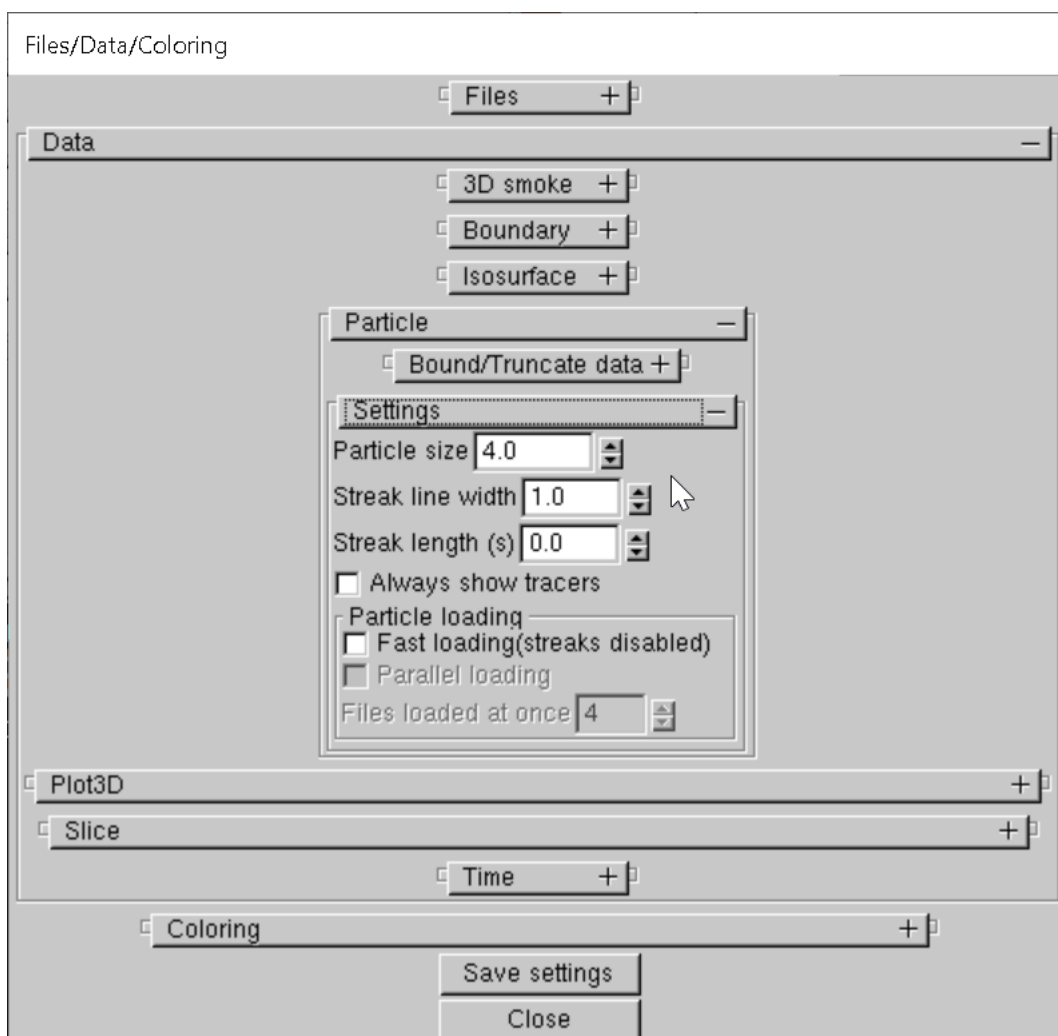 Files/Data/Coloring
Files +
Data −
3D smoke +
Boundary +
Isosurface +
Particle −
Bound/Truncate data +
Settings −
Particle size 4.0
Streak line width 1.0
Streak length (s) 0.0
Always show tracers
Particle loading
Fast loading(streaks disabled)
Parallel loading
Files loaded at once 4
Plot3D +
Slice +
Time +
Coloring +
Save settings
Close